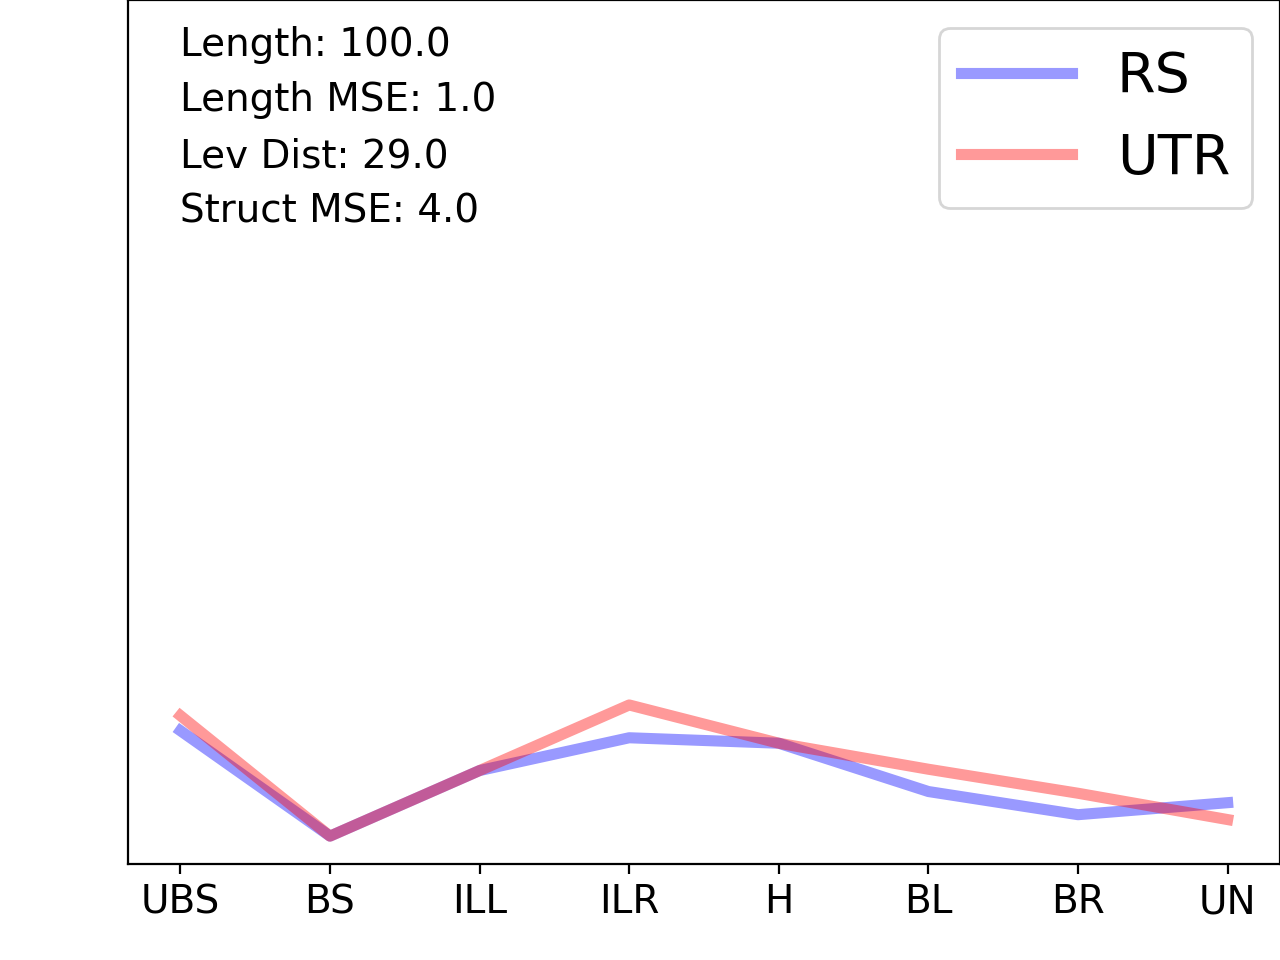 Length: 100.0
Length MSE: 1.0
Lev Dist: 29.0
Struct MSE: 4.0
RS
UTR
UBS BS ILL ILR H BL BR UN